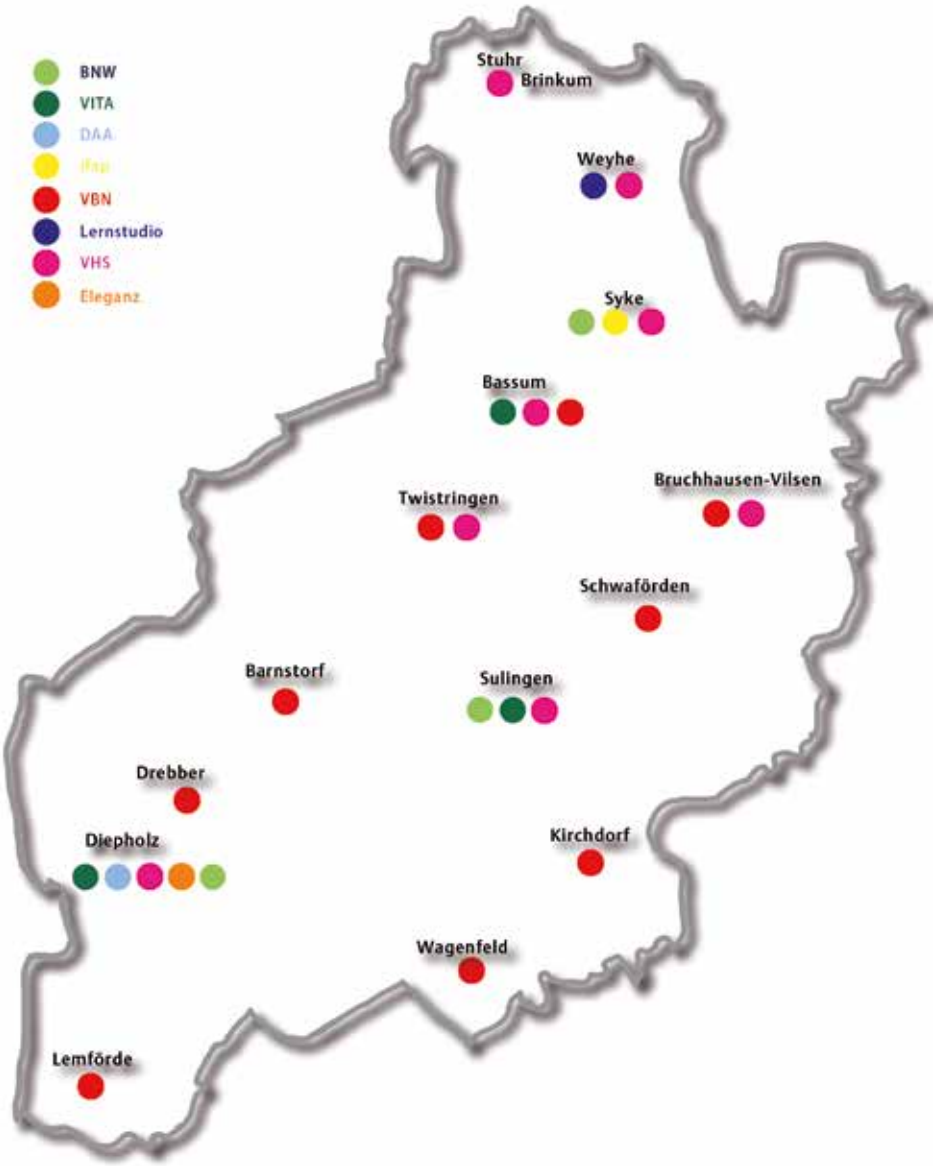 BNW
VITA
DAA
ifap
VBN
Lernstudio
VHS
Eleganz
Stuhr
Brinkum
Weyhe
Syke
Bassum
Twistringen
Bruchhausen-Vilsen
Schwaförden
Barnstorf
Sulingen
Drebber
Diepholz
Kirchdorf
Wagenfeld
Lemförde